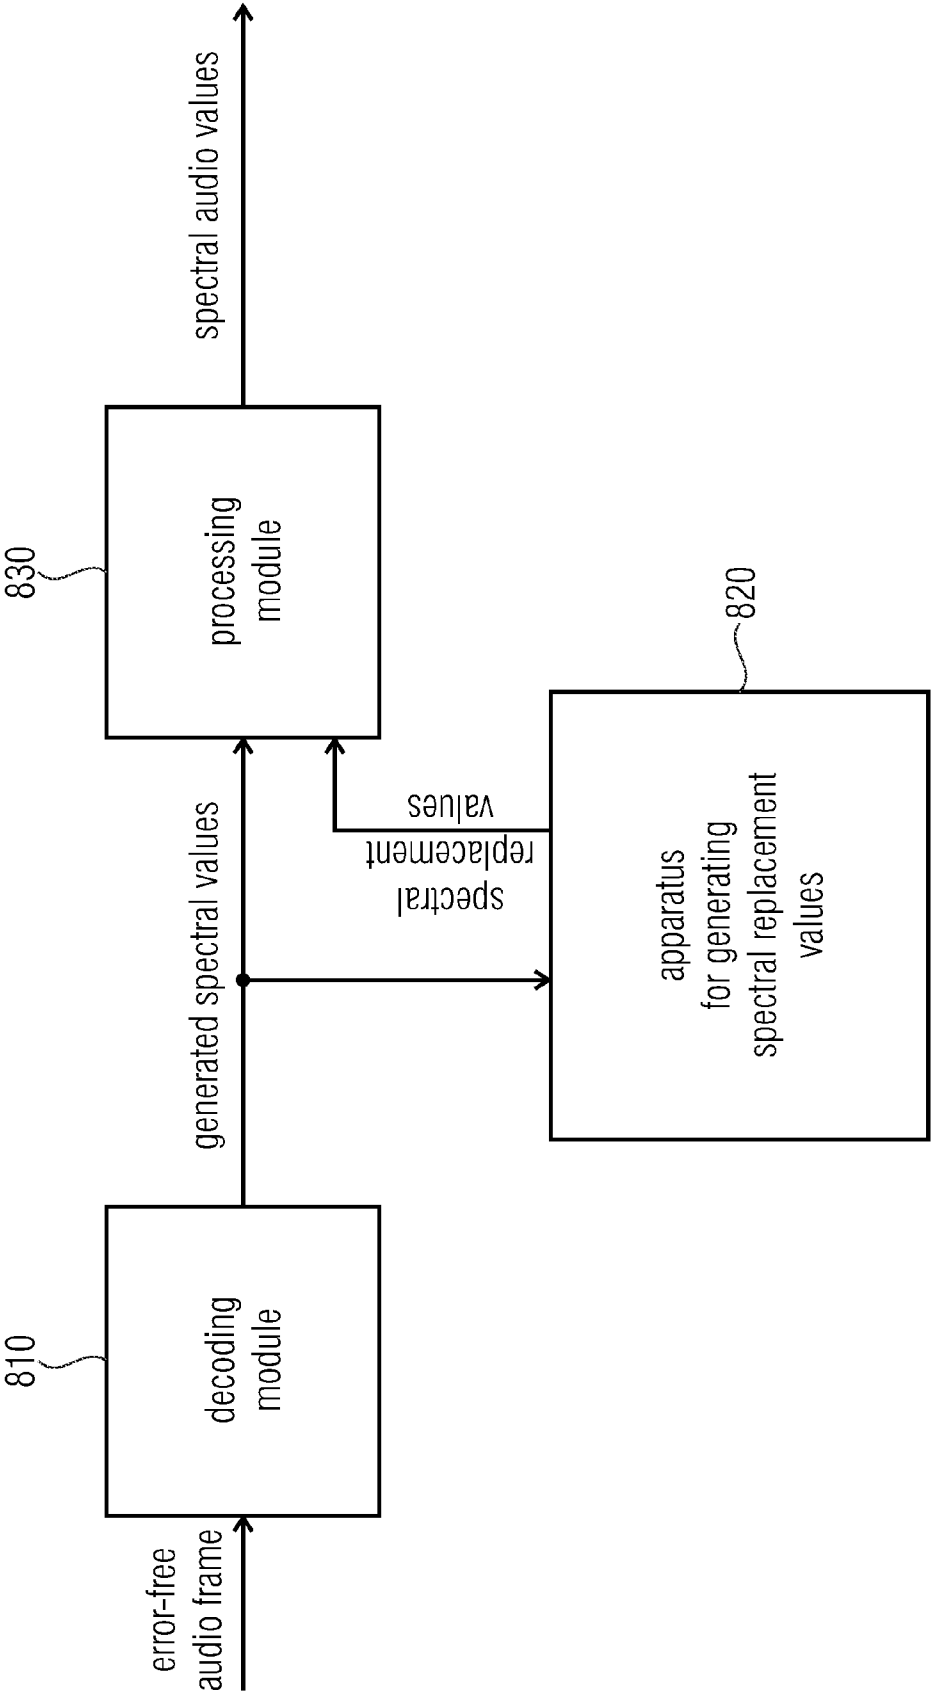 error-free
audio frame
810
decoding
module
generated spectral values
spectral
replacement
values
apparatus
for generating
spectral replacement
values
820
830
processing
module
spectral audio values